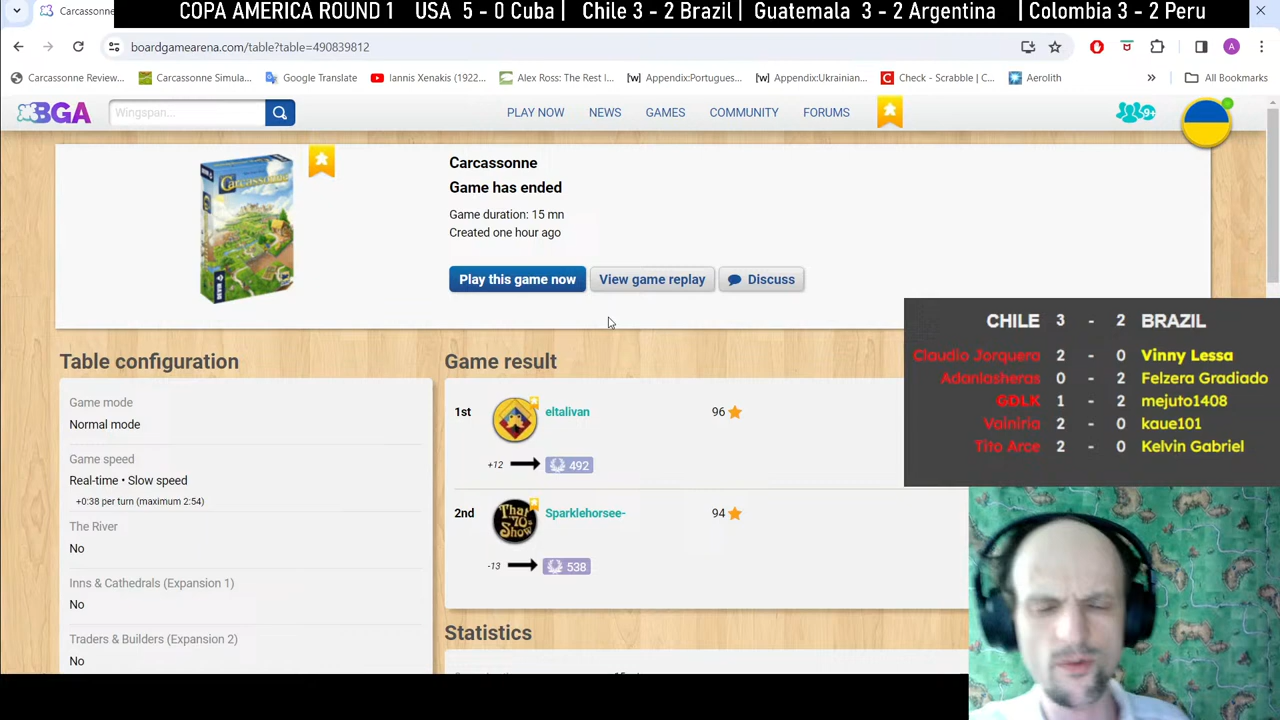 COPA AMERICA ROUND 1 USA 5 - 0 Cuba | Chile 3 - 2 Brazil | Guatemala 3 - 2 Argentina | Colombia 3 - 2 Peru
Carcassonne
boardgamearena.com/table?table=490839812
A
Carcassonne Review...
Carcassonne Simula...
Google Translate
Iannis Xenakis (1922...
Alex Ross: The Rest I...
[w] Appendix:Portugues...
[w] Appendix:Ukrainian...
Check - Scrabble | C...
Aerolith
»
All Bookmarks
BGA
Wingspan...
PLAY NOW
NEWS
GAMES
COMMUNITY
FORUMS
9+
Carcassonne
Carcassonne
Game has ended
Game duration: 15 mn
Created one hour ago
Play this game now
View game replay
Discuss
CHILE 3 - 2 BRAZIL
Claudio Jorquera 2 - 0 Vinny Lessa
Adanlasheras 0 - 2 Felzera Gradiado
GDLK 1 - 2 mejuto1408
Valniria 2 - 0 kaue101
Tito Arce 2 - 0 Kelvin Gabriel
Table configuration
Game mode
Normal mode
Game speed
Real-time • Slow speed
+0:38 per turn (maximum 2:54)
The River
No
Inns & Cathedrals (Expansion 1)
No
Traders & Builders (Expansion 2)
No
Game result
1st
eltalivan
96
+12
492
2nd
That '70s Show
Sparklehorsee-
94
-13
538
Statistics